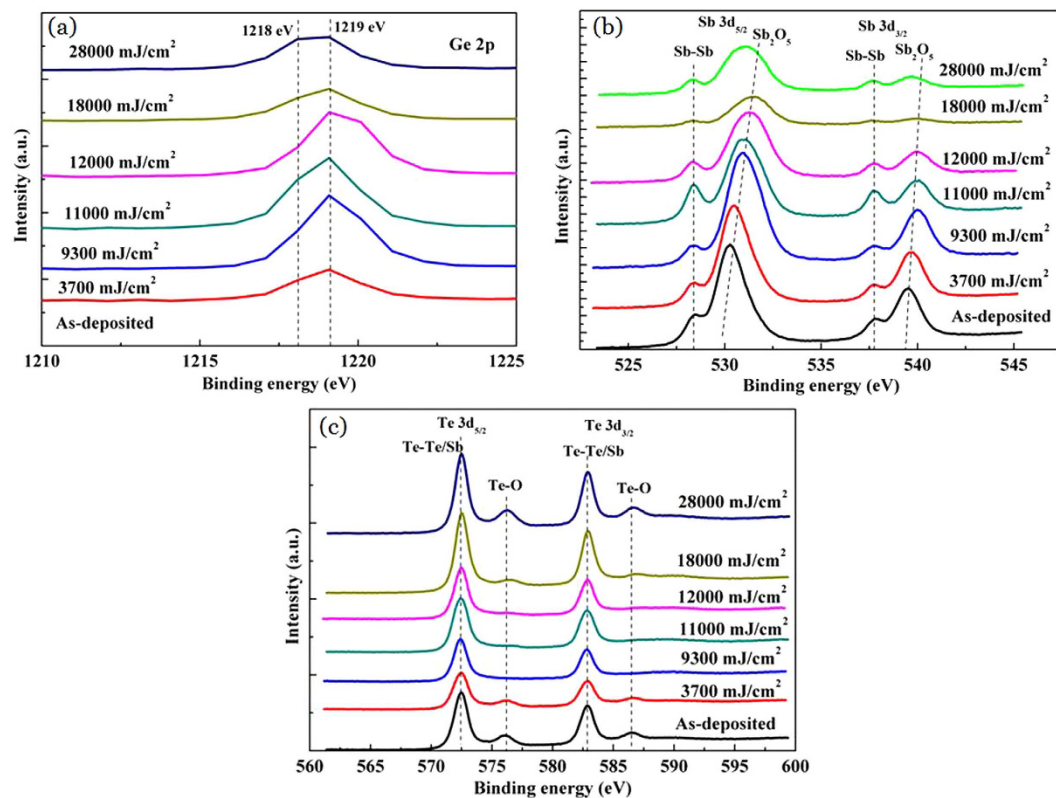 (a)
1218 eV
1219 eV
Ge 2p
28000 mJ/cm²
18000 mJ/cm²
12000 mJ/cm²
11000 mJ/cm²
9300 mJ/cm²
3700 mJ/cm²
As-deposited
Intensity (a.u.)
1210 1215 1220 1225
Binding energy (eV)
(b)
Sb 3d₅/₂
Sb-Sb
Sb₂O₅
Sb 3d₃/₂
Sb-Sb
Sb₂O₅
28000 mJ/cm²
18000 mJ/cm²
12000 mJ/cm²
11000 mJ/cm²
9300 mJ/cm²
3700 mJ/cm²
As-deposited
Intensity (a.u.)
525 530 535 540 545
Binding energy (eV)
(c)
Te 3d₅/₂
Te-Te/Sb
Te-O
Te 3d₃/₂
Te-Te/Sb
Te-O
28000 mJ/cm²
18000 mJ/cm²
12000 mJ/cm²
11000 mJ/cm²
9300 mJ/cm²
3700 mJ/cm²
As-deposited
Intensity (a.u.)
560 565 570 575 580 585 590 595 600
Binding energy (eV)